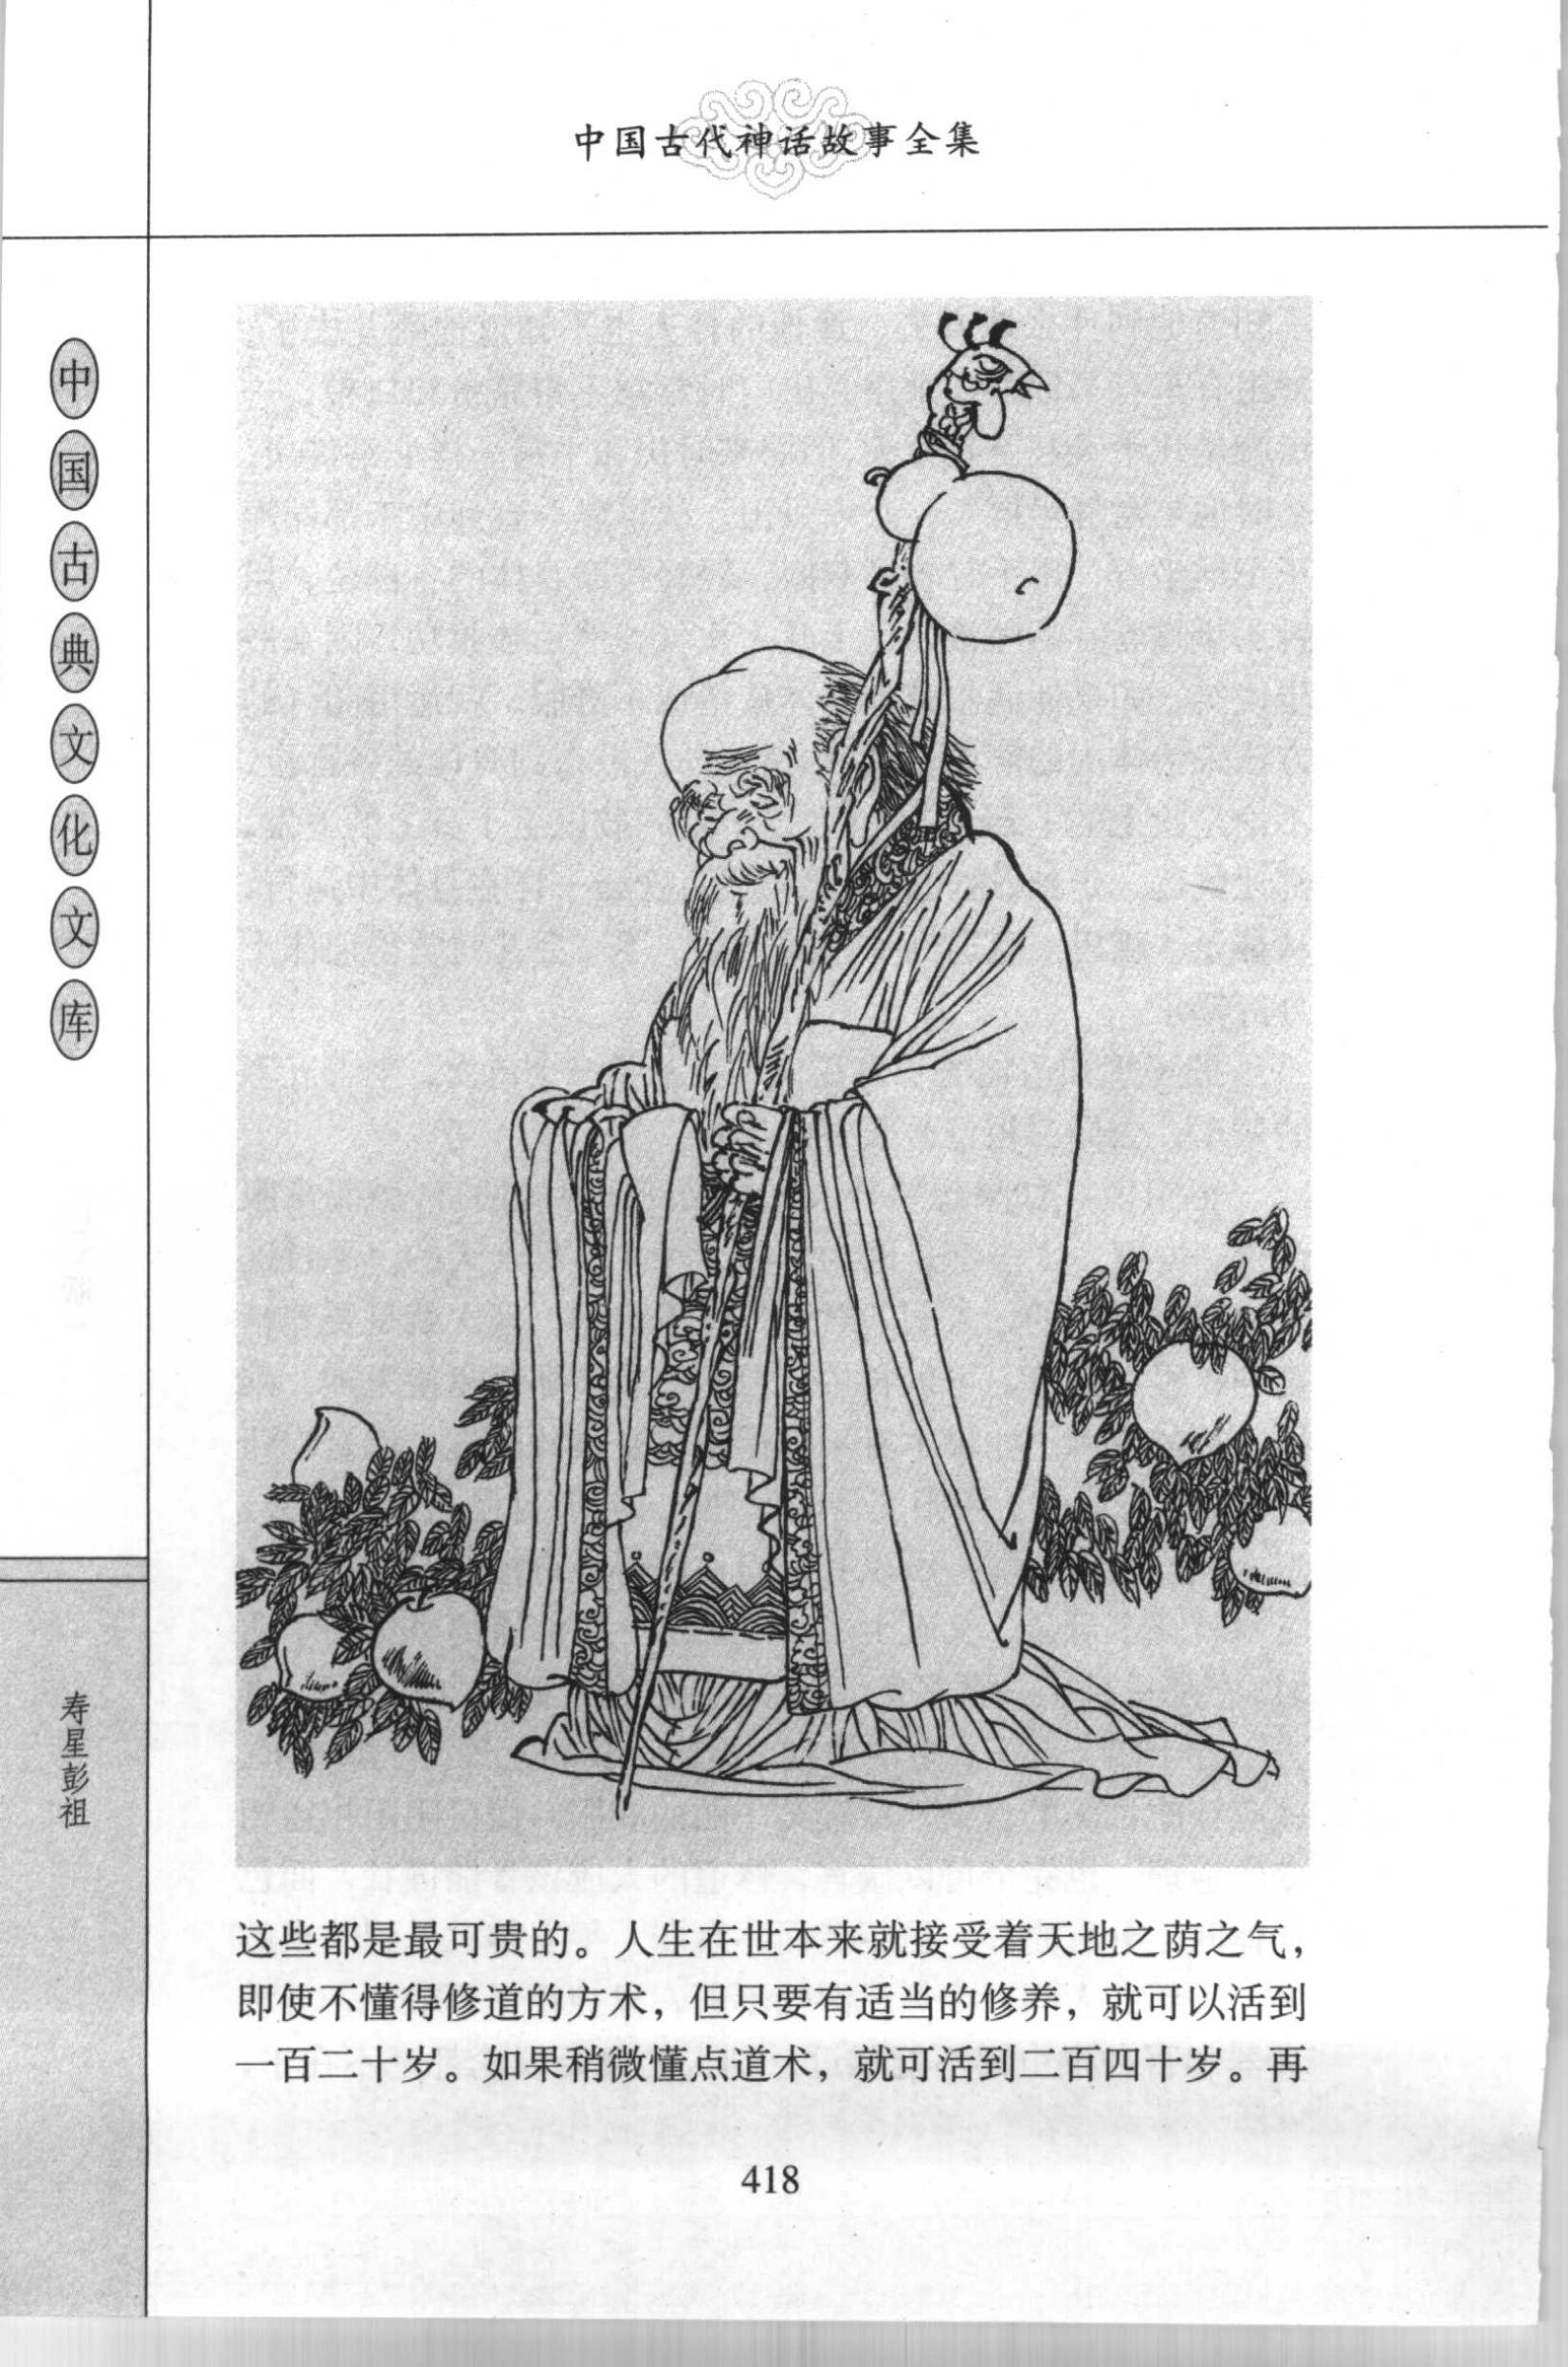 中国古代神话故事全集
中国古典文化文库
寿星彭祖
这些都是最可贵的。人生在世本来就接受着天地之荫之气，
即使不懂得修道的方术，但只要有适当的修养，就可以活到
一百二十岁。如果稍微懂点道术，就可活到二百四十岁。再
418